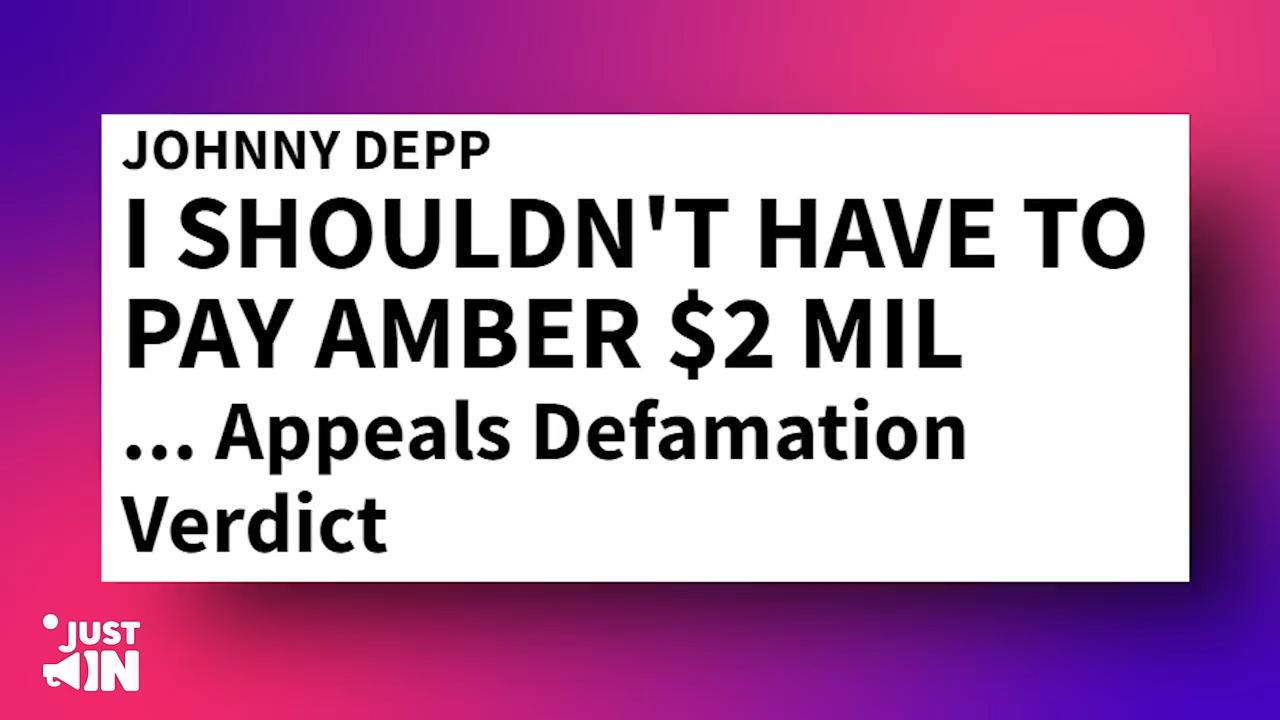 JOHNNY DEPP
I SHOULDN'T HAVE TO
PAY AMBER $2 MIL
... Appeals Defamation
Verdict
JUST
IN